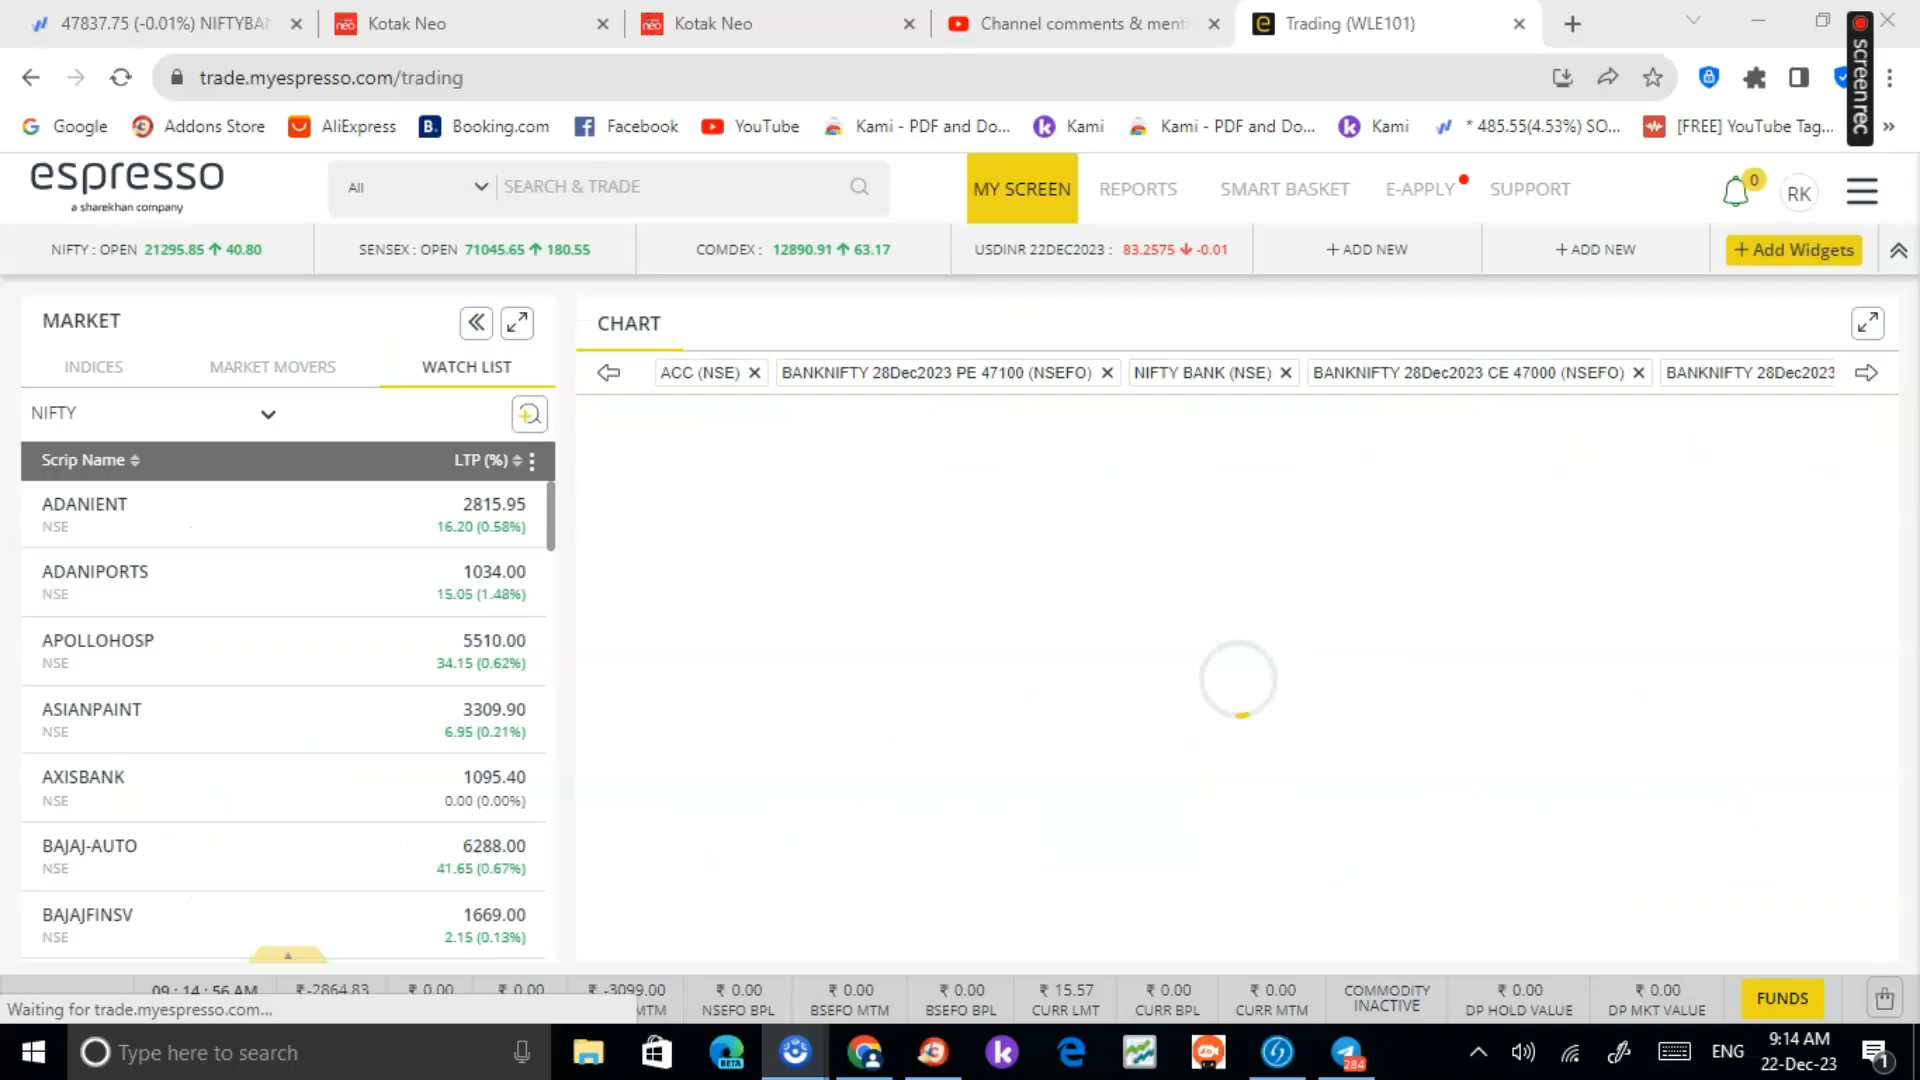 47837.75 (-0.01%) NIFTYBAN
Kotak Neo
Kotak Neo
Channel comments & menti
Trading (WLE101)
trade.myespresso.com/trading
Google
Addons Store
AliExpress
Booking.com
Facebook
YouTube
Kami - PDF and Do...
Kami
Kami - PDF and Do...
Kami
* 485.55(4.53%) SO...
[FREE] YouTube Tag...
screenrec
espresso
a sharekhan company
All
SEARCH & TRADE
MY SCREEN
REPORTS
SMART BASKET
E-APPLY
SUPPORT
0
RK
NIFTY : OPEN 21295.85 ↑ 40.80
SENSEX : OPEN 71045.65 ↑ 180.55
COMDEX : 12890.91 ↑ 63.17
USDINR 22DEC2023 : 83.2575 ↓ -0.01
+ ADD NEW
+ ADD NEW
+ Add Widgets
MARKET
INDICES
MARKET MOVERS
WATCH LIST
NIFTY
Scrip Name
LTP (%)
ADANIENT 2815.95
NSE 16.20 (0.58%)
ADANIPORTS 1034.00
NSE 15.05 (1.48%)
APOLLOHOSP 5510.00
NSE 34.15 (0.62%)
ASIANPAINT 3309.90
NSE 6.95 (0.21%)
AXISBANK 1095.40
NSE 0.00 (0.00%)
BAJAJ-AUTO 6288.00
NSE 41.65 (0.67%)
BAJAJFINSV 1669.00
NSE 2.15 (0.13%)
CHART
ACC (NSE)
BANKNIFTY 28Dec2023 PE 47100 (NSEFO)
NIFTY BANK (NSE)
BANKNIFTY 28Dec2023 CE 47000 (NSEFO)
BANKNIFTY 28Dec2023
09 : 14 : 56 AM
₹ -2864.83
₹ 0.00
₹ 0.00
₹ -3099.00
MTM
₹ 0.00
NSEFO BPL
₹ 0.00
BSEFO MTM
₹ 0.00
BSEFO BPL
₹ 15.57
CURR LMT
₹ 0.00
CURR BPL
₹ 0.00
CURR MTM
COMMODITY
INACTIVE
₹ 0.00
DP HOLD VALUE
₹ 0.00
DP MKT VALUE
FUNDS
Waiting for trade.myespresso.com...
Type here to search
BETA
284
ENG
9:14 AM
22-Dec-23
1